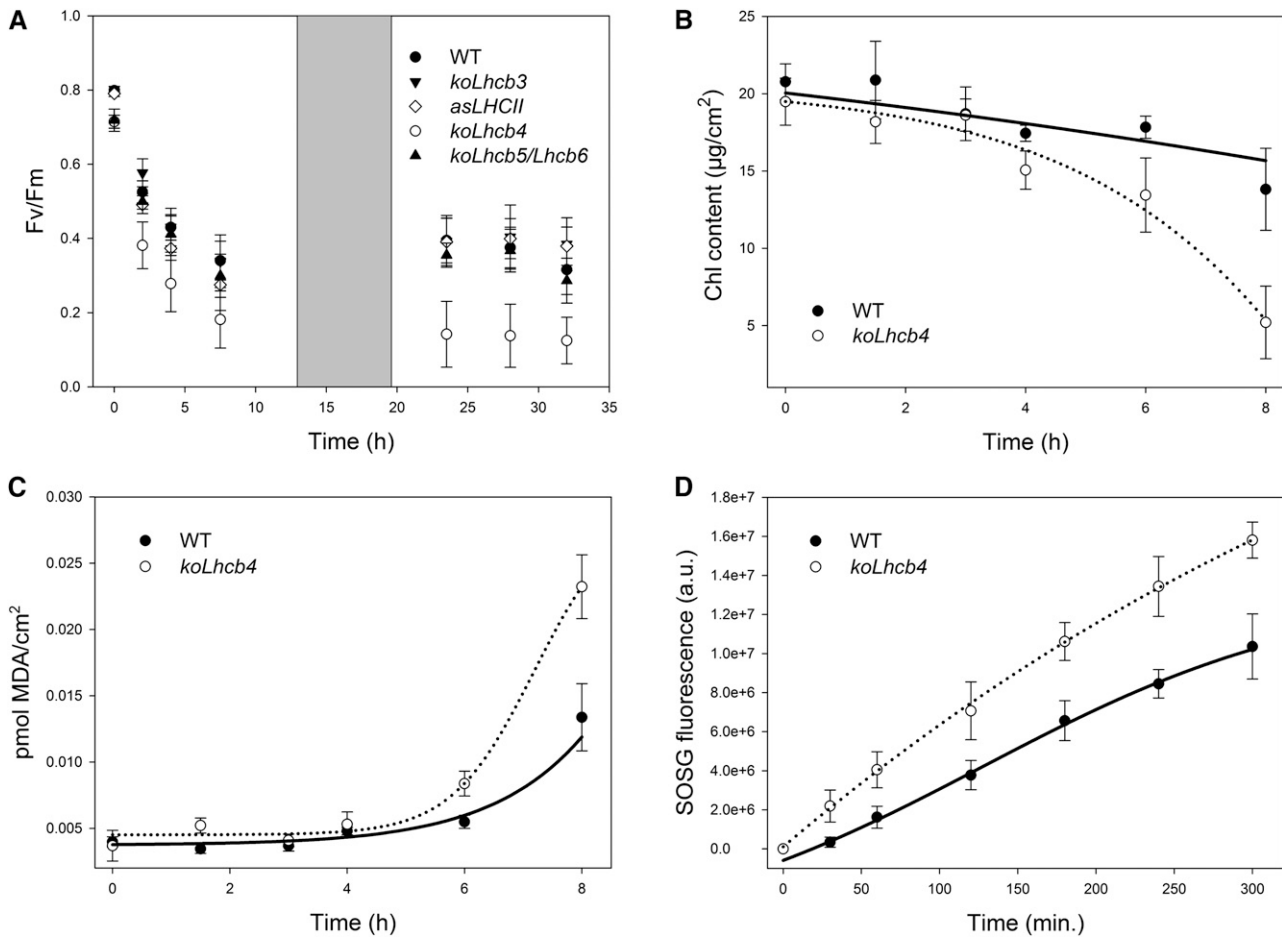 A
Fv/Fm
1.0
0.8
0.6
0.4
0.2
0.0
0 5 10 15 20 25 30 35
Time (h)
WT
koLhcb3
asLHCII
koLhcb4
koLhcb5/Lhcb6
B
Chl content (µg/cm²)
25
20
15
10
5
0 2 4 6 8
Time (h)
WT
koLhcb4
C
pmol MDA/cm²
0.030
0.025
0.020
0.015
0.010
0.005
0 2 4 6 8
Time (h)
WT
koLhcb4
D
SOSG fluorescence (a.u.)
1.8e+7
1.6e+7
1.4e+7
1.2e+7
1.0e+7
8.0e+6
6.0e+6
4.0e+6
2.0e+6
0.0
0 50 100 150 200 250 300
Time (min.)
WT
koLhcb4